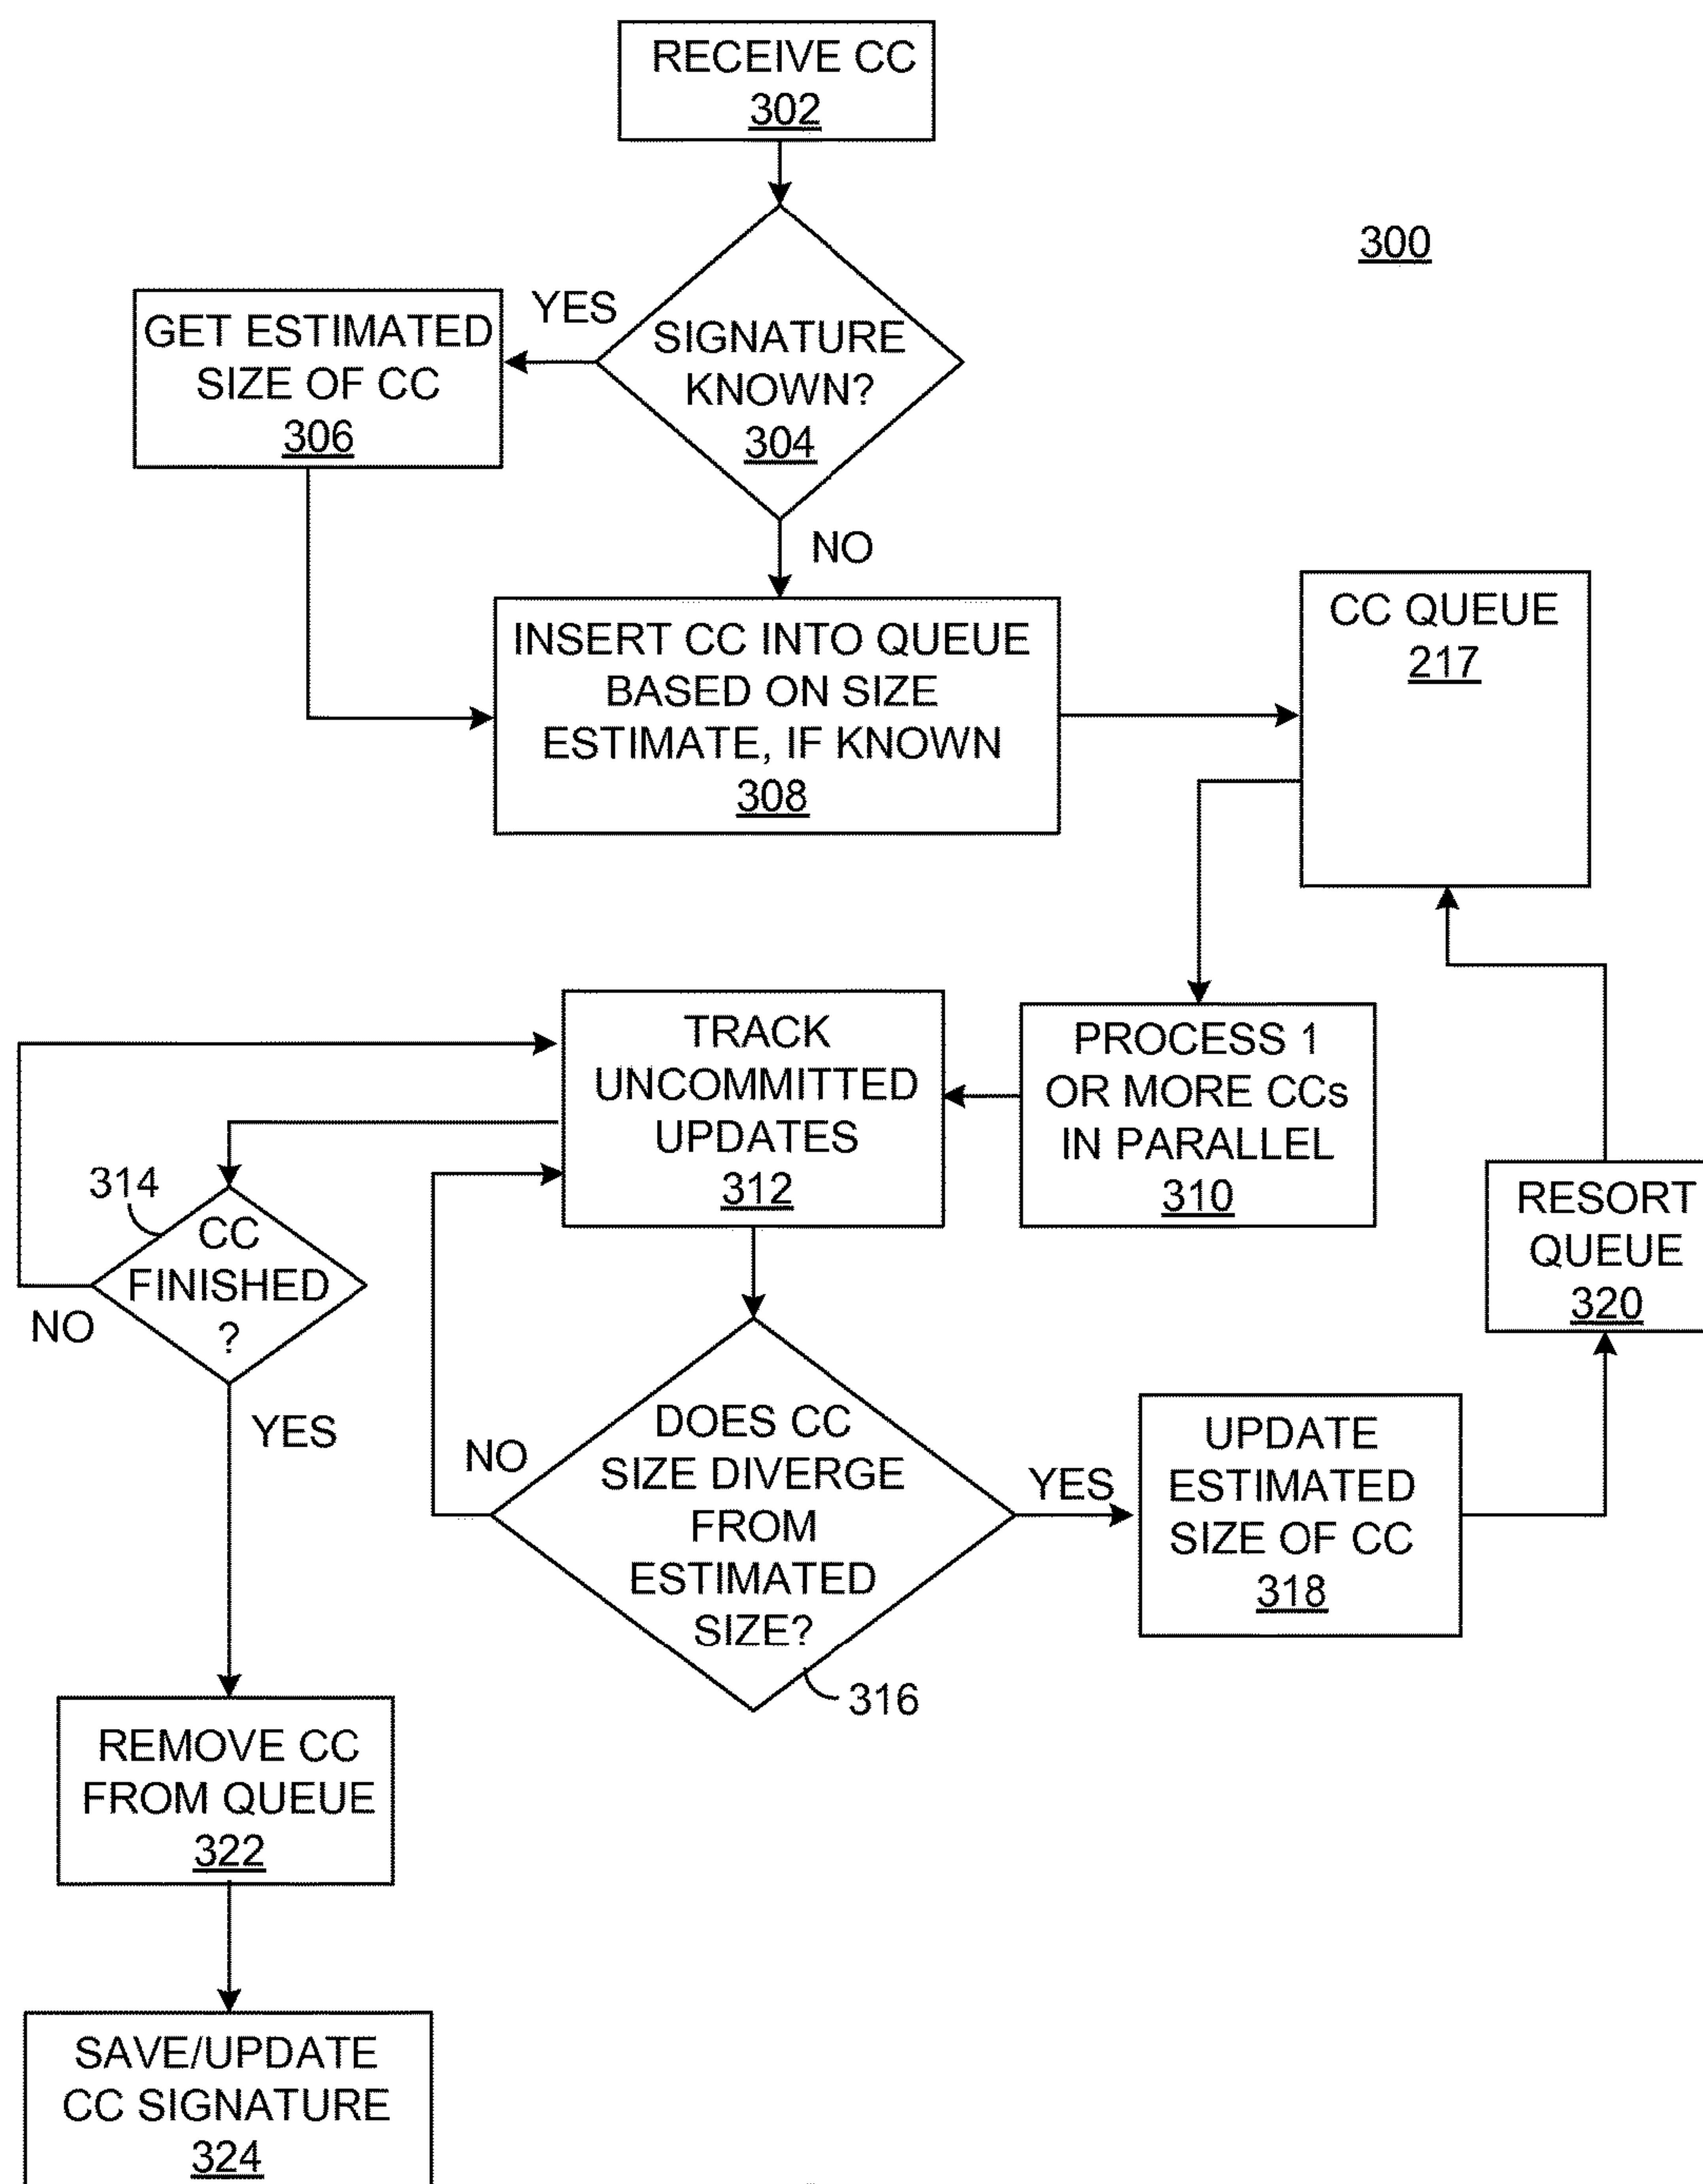 RECEIVE CC
302
300
YES
SIGNATURE
KNOWN?
304
GET ESTIMATED
SIZE OF CC
306
NO
INSERT CC INTO QUEUE
BASED ON SIZE
ESTIMATE, IF KNOWN
308
CC QUEUE
217
TRACK
UNCOMMITTED
UPDATES
312
PROCESS 1
OR MORE CCs
IN PARALLEL
310
314
CC
FINISHED
?
NO
YES
RESORT
QUEUE
320
DOES CC
SIZE DIVERGE
FROM
ESTIMATED
SIZE?
316
NO
YES
UPDATE
ESTIMATED
SIZE OF CC
318
REMOVE CC
FROM QUEUE
322
SAVE/UPDATE
CC SIGNATURE
324